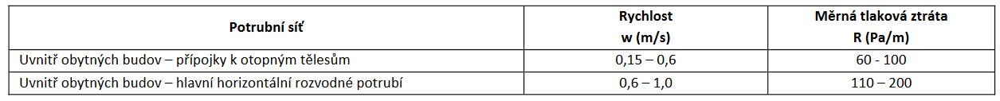 Potrubní síť
Rychlost
w (m/s)
Měrná tlaková ztráta
R (Pa/m)
Uvnitř obytných budov – přípojky k otopným tělesům
0,15 – 0,6
60 - 100
Uvnitř obytných budov – hlavní horizontální rozvodné potrubí
0,6 – 1,0
110 – 200